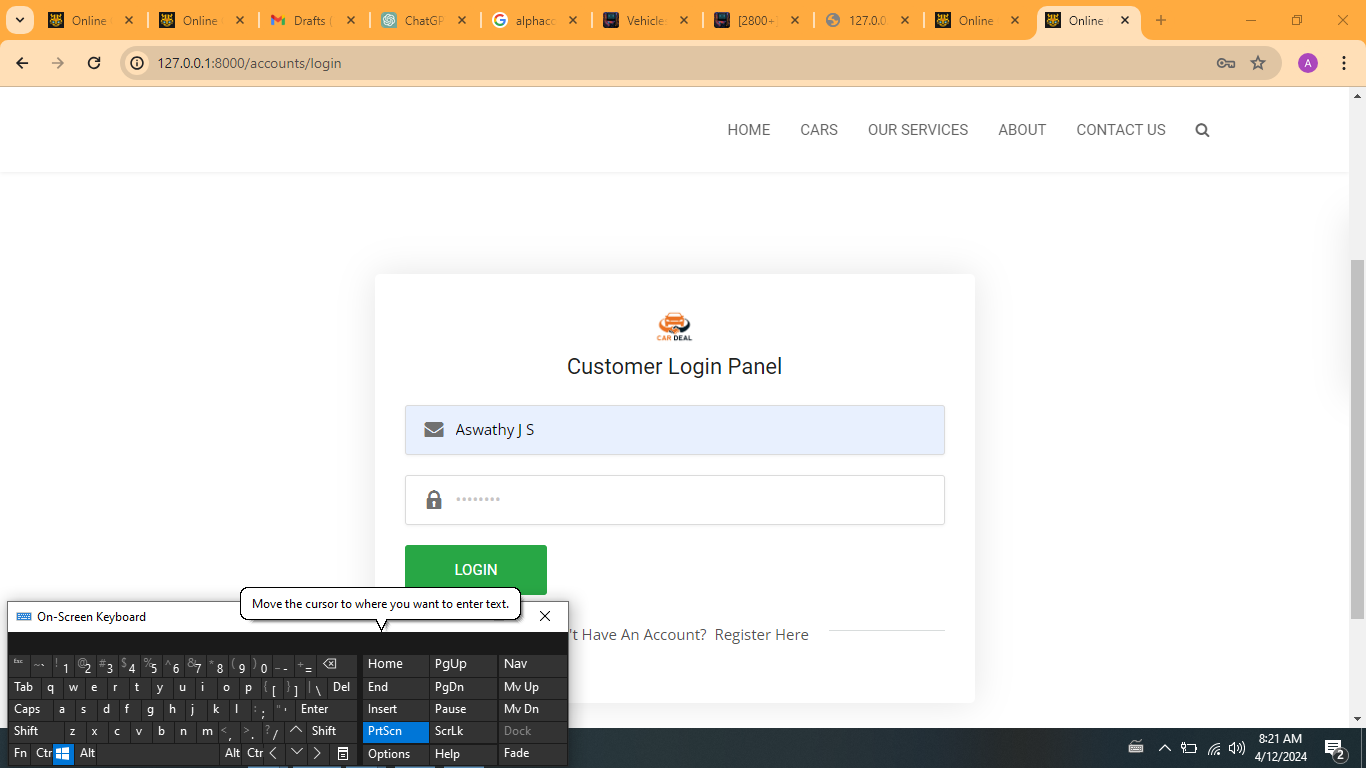 Online
Online
Drafts (
ChatGP
alphacc
Vehicle
[2800+
127.0.0
Online
Online
127.0.0.1:8000/accounts/login
A
HOME CARS OUR SERVICES ABOUT CONTACT US
CAR DEAL
Customer Login Panel
Aswathy J S
LOGIN
't Have An Account? Register Here
Move the cursor to where you want to enter text.
On-Screen Keyboard
esc ~ ` ! 1 @ 2 # 3 $ 4 % 5 ^ 6 & 7 * 8 ( 9 ) 0 _ - + = Home PgUp Nav
Tab q w e r t y u i o p { [ } ] | \ Del End PgDn Mv Up
Caps a s d f g h j k l : ; " ' Enter Insert Pause Mv Dn
Shift z x c v b n m < , > . ? / Shift PrtScn ScrLk Dock
Fn Ctr Alt Alt Ctr Options Help Fade
8:21 AM
4/12/2024
2